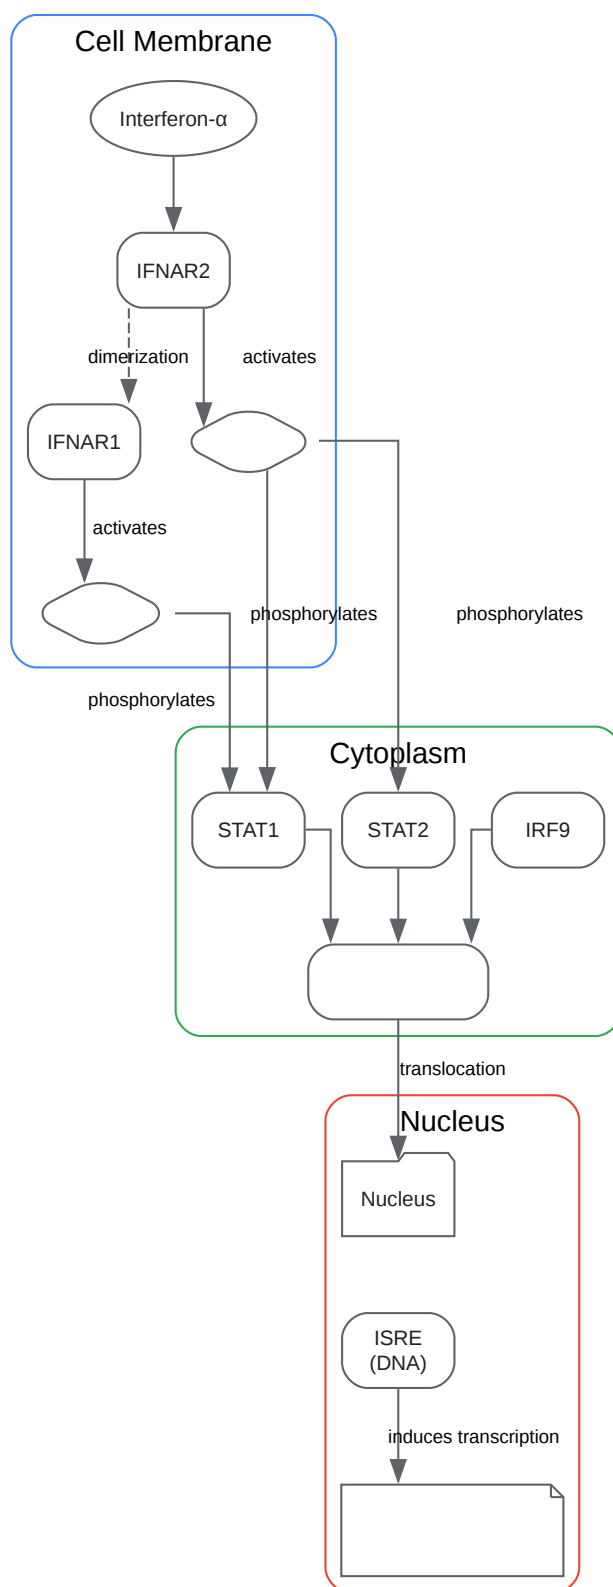 Cell Membrane
Interferon-α
IFNAR2
dimerization
activates
IFNAR1
activates
phosphorylates
phosphorylates
phosphorylates
Cytoplasm
STAT1
STAT2
IRF9
translocation
Nucleus
Nucleus
ISRE
(DNA)
induces transcription